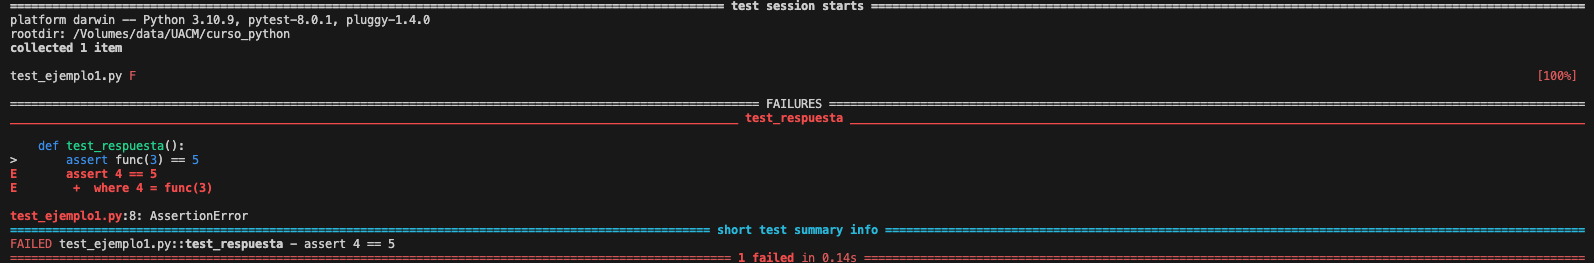 test session starts
platform darwin -- Python 3.10.9, pytest-8.0.1, pluggy-1.4.0
rootdir: /Volumes/data/UACM/curso_python
collected 1 item
test_ejemplo1.py F [100%]
FAILURES
test_respuesta
def test_respuesta():
> assert func(3) == 5
E assert 4 == 5
E + where 4 = func(3)
test_ejemplo1.py:8: AssertionError
short test summary info
FAILED test_ejemplo1.py::test_respuesta - assert 4 == 5
1 failed in 0.14s